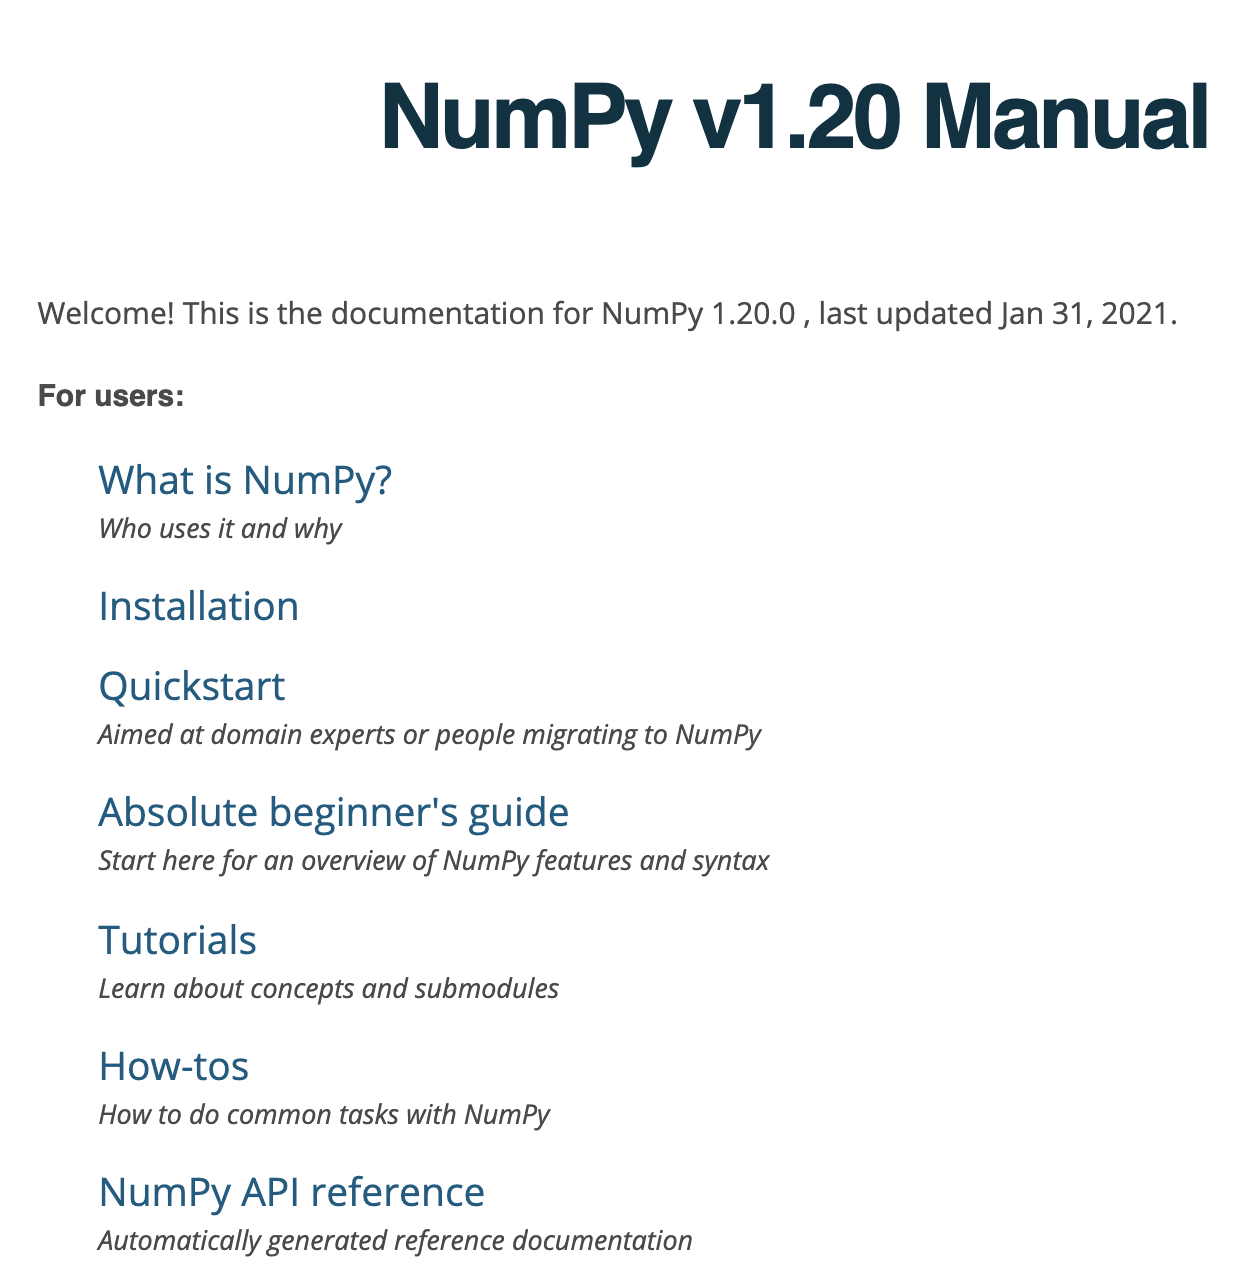 NumPy v1.20 Manual
Welcome! This is the documentation for NumPy 1.20.0 , last updated Jan 31, 2021.
For users:
What is NumPy?
Who uses it and why
Installation
Quickstart
Aimed at domain experts or people migrating to NumPy
Absolute beginner's guide
Start here for an overview of NumPy features and syntax
Tutorials
Learn about concepts and submodules
How-tos
How to do common tasks with NumPy
NumPy API reference
Automatically generated reference documentation